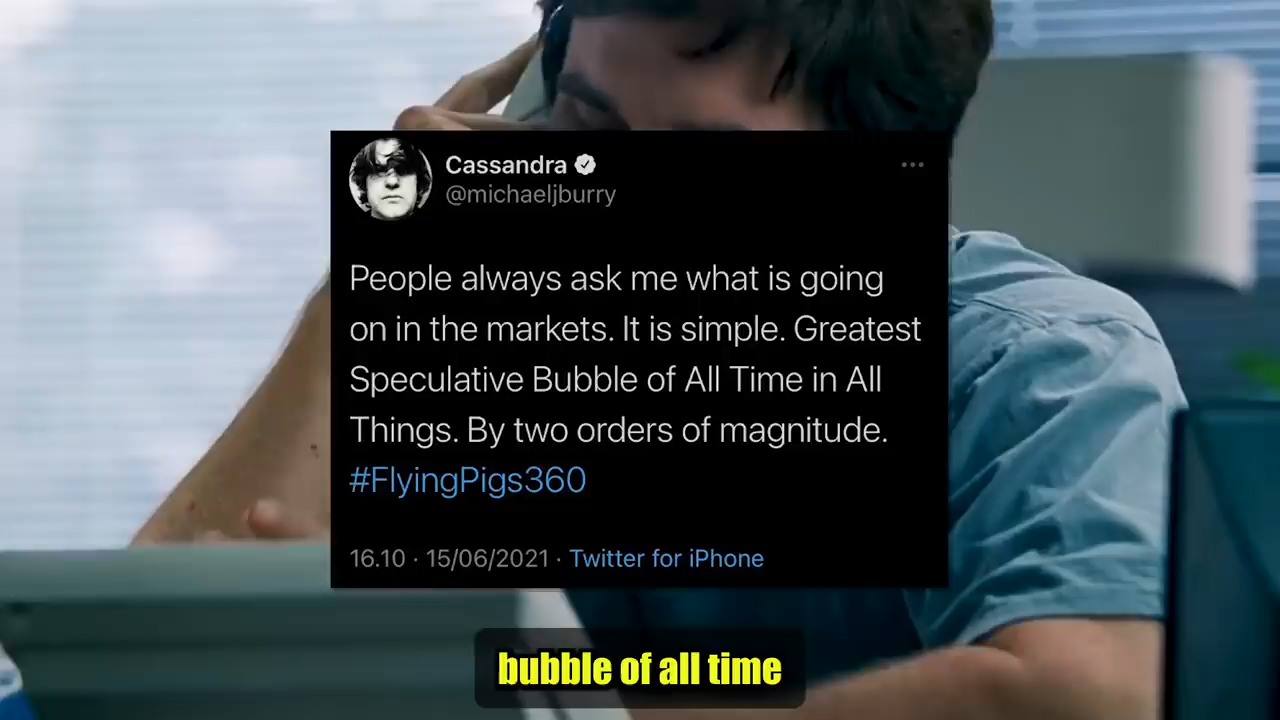 Cassandra
@michaeljburry
People always ask me what is going
on in the markets. It is simple. Greatest
Speculative Bubble of All Time in All
Things. By two orders of magnitude.
#FlyingPigs360
16.10 · 15/06/2021 · Twitter for iPhone
bubble of all time